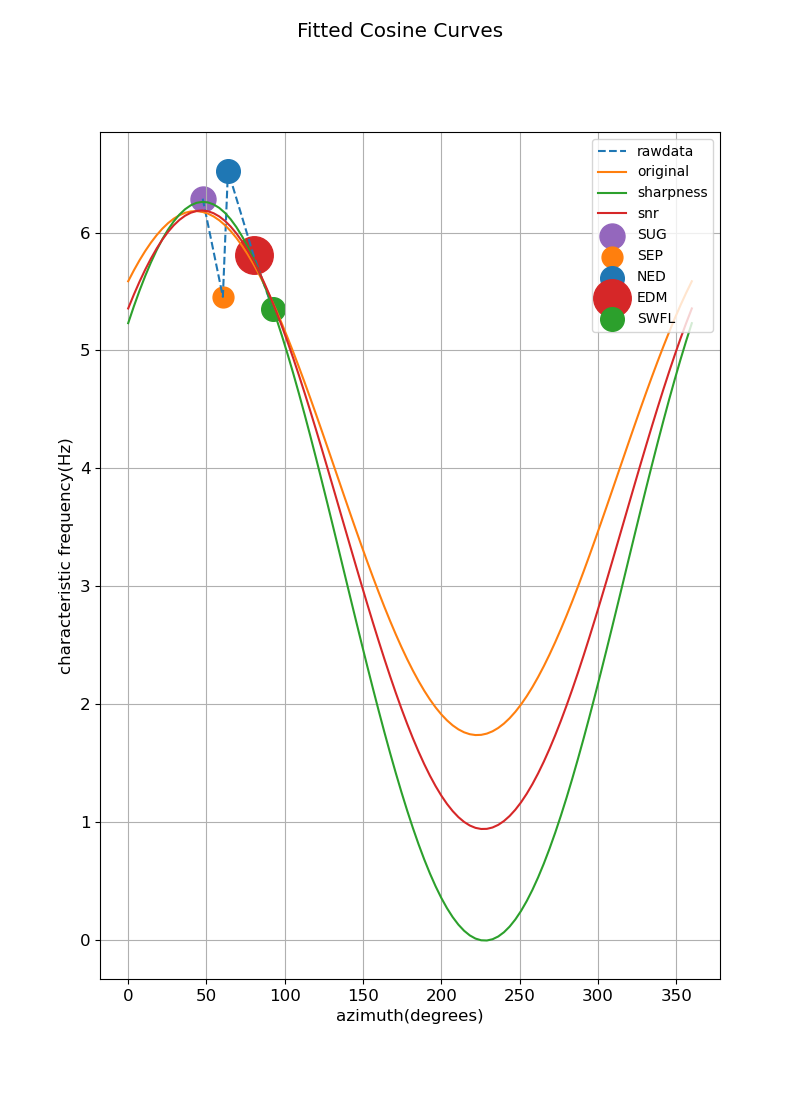 Fitted Cosine Curves
rawdata
original
sharpness
snr
SUG
SEP
NED
EDM
SWFL
characteristic frequency(Hz)
6
5
4
3
2
1
0
0 50 100 150 200 250 300 350
azimuth(degrees)